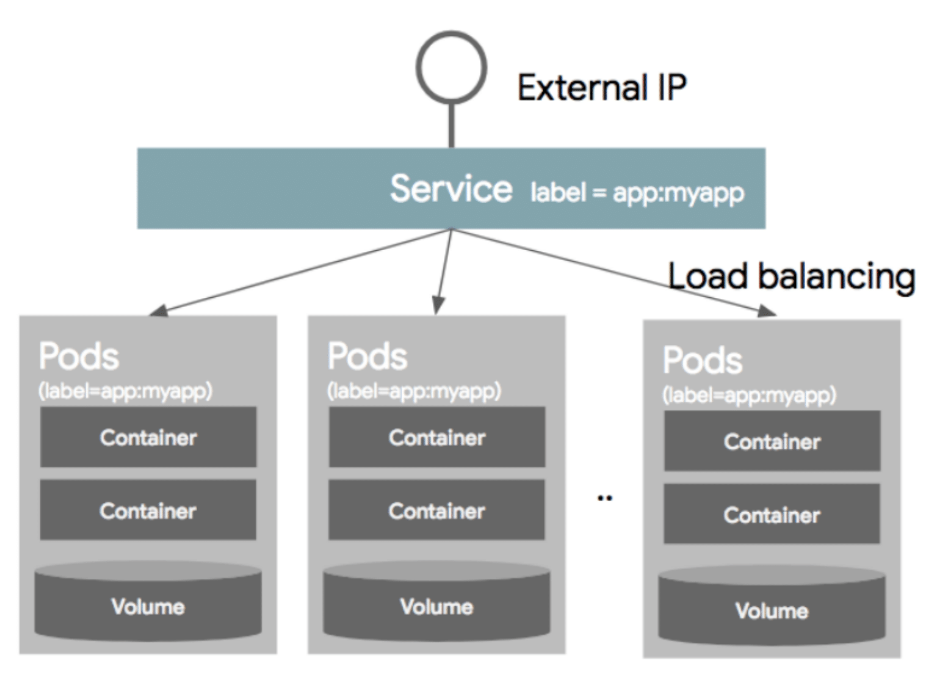 External IP
Service label = app:myapp
Load balancing
Pods
(label=app:myapp)
Container
Container
Volume
Pods
(label=app:myapp)
Container
Container
Volume
..
Pods
(label=app:myapp)
Container
Container
Volume